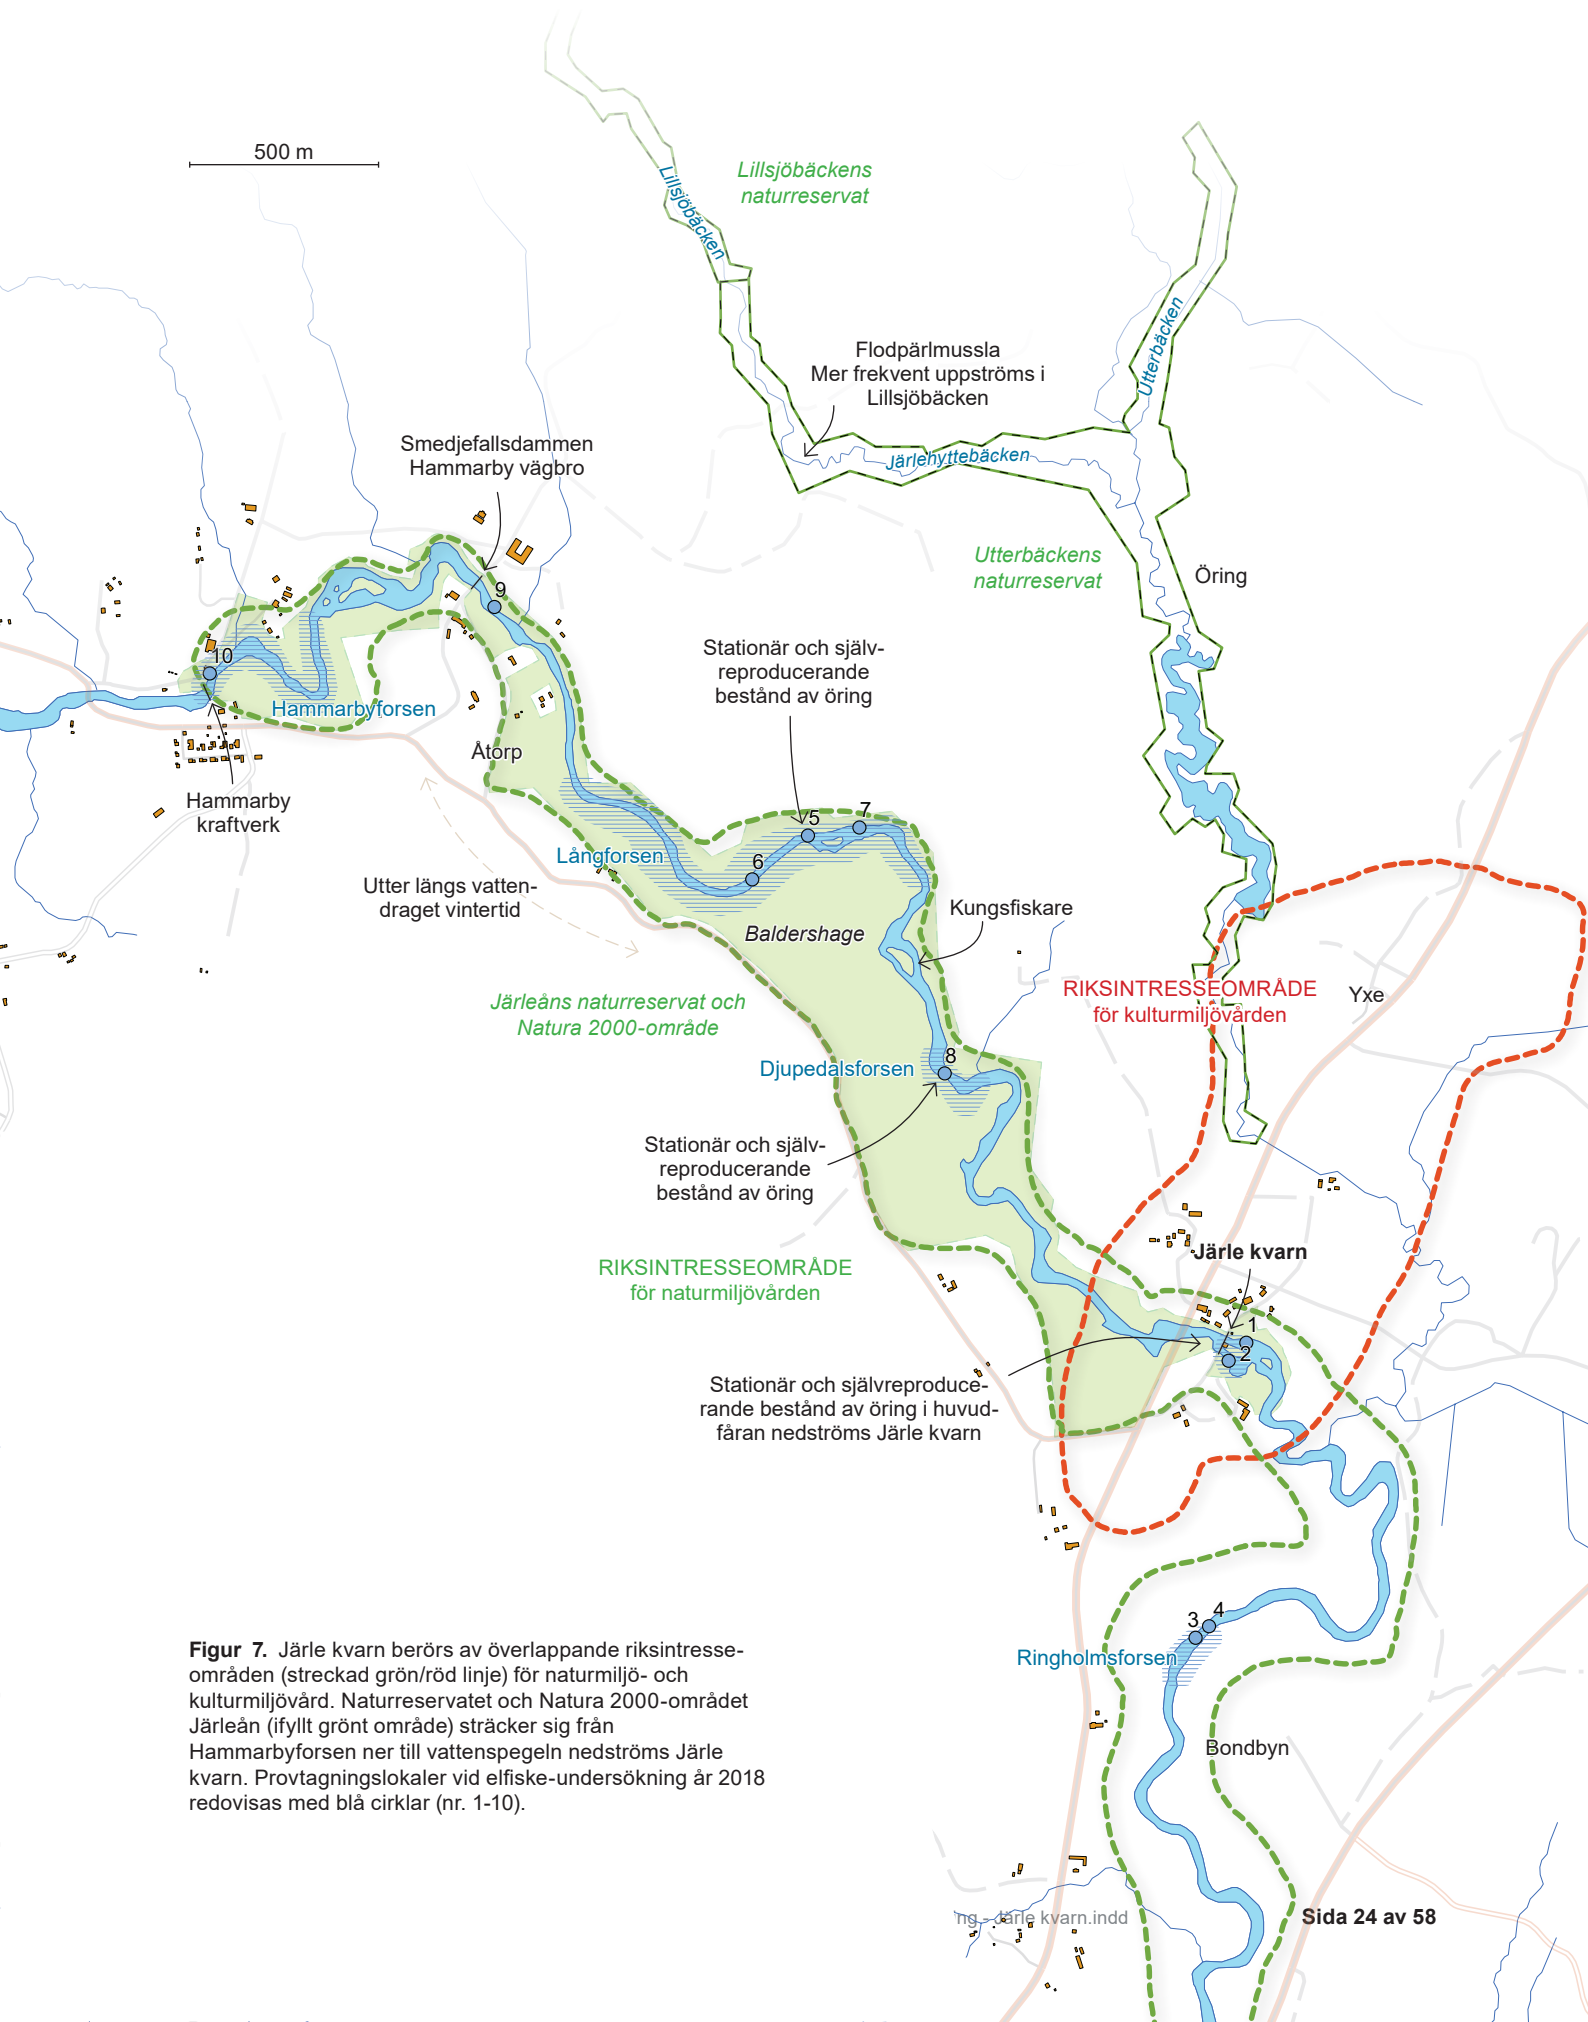 500 m
Lillsjöbäckens
naturreservat
Lillsjöbäcken
Utterbäcken
Flodpärlmussla
Mer frekvent uppströms i
Lillsjöbäcken
Smedjefallsdammen
Hammarby vägbro
Järlehyttebäcken
Utterbäckens
naturreservat
Öring
9
Stationär och själv-
reproducerande
bestånd av öring
10
Hammarbyforsen
Åtorp
Hammarby
kraftverk
5
7
6
Långforsen
Utter längs vatten-
draget vintertid
Kungsfiskare
Baldershage
RIKSINTRESSEOMRÅDE
för kulturmiljövården
Yxe
Järleåns naturreservat och
Natura 2000-område
8
Djupedalsforsen
Stationär och själv-
reproducerande
bestånd av öring
Järle kvarn
RIKSINTRESSEOMRÅDE
för naturmiljövården
1
2
Stationär och självreproduce-
rande bestånd av öring i huvud-
fåran nedströms Järle kvarn
3
4
Ringholmsforsen
Figur 7. Järle kvarn berörs av överlappande riksintresse-
områden (streckad grön/röd linje) för naturmiljö- och
kulturmiljövård. Naturreservatet och Natura 2000-området
Järleån (ifyllt grönt område) sträcker sig från
Hammarbyforsen ner till vattenspegeln nedströms Järle
kvarn. Provtagningslokaler vid elfiske-undersökning år 2018
redovisas med blå cirklar (nr. 1-10).
Bondbyn
ng - Järle kvarn.indd
Sida 24 av 58